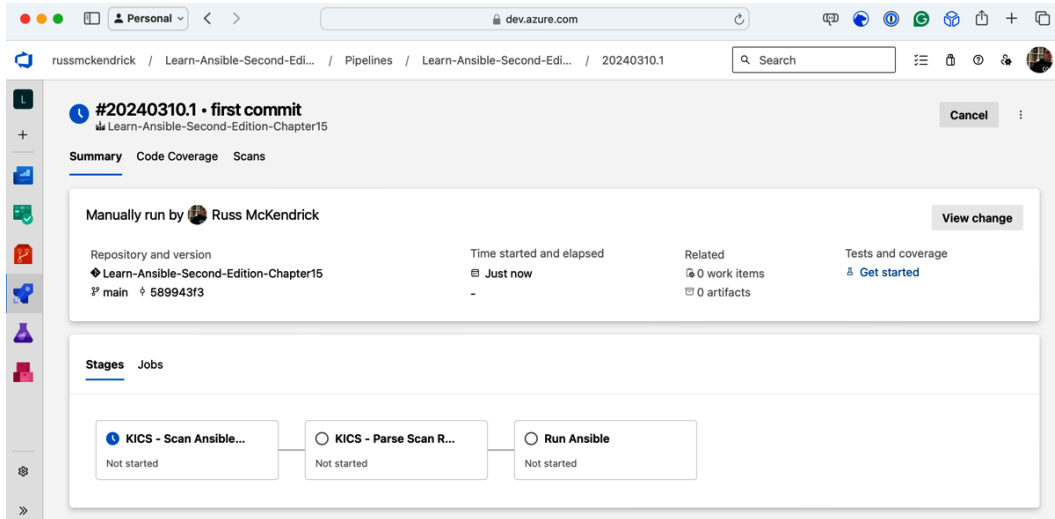 Personal
dev.azure.com
russmckendrick / Learn-Ansible-Second-Edi... / Pipelines / Learn-Ansible-Second-Edi... / 20240310.1
Search
L
#20240310.1 • first commit
Learn-Ansible-Second-Edition-Chapter15
Cancel
Summary Code Coverage Scans
Manually run by Russ McKendrick
View change
Repository and version
Learn-Ansible-Second-Edition-Chapter15
main 589943f3
Time started and elapsed
Just now
-
Related
0 work items
0 artifacts
Tests and coverage
Get started
Stages Jobs
KICS - Scan Ansible...
Not started
KICS - Parse Scan R...
Not started
Run Ansible
Not started